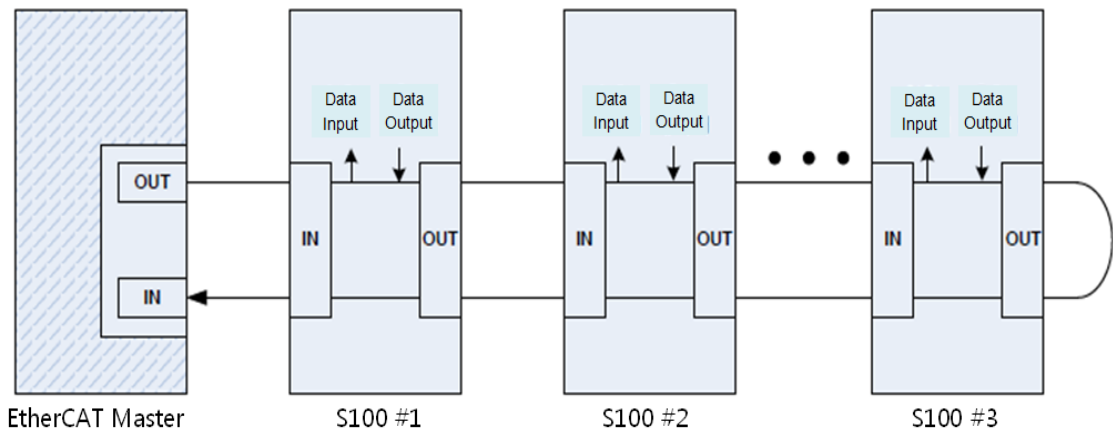 Data
Input
Data
Output
Data
Input
Data
Output
Data
Input
Data
Output
OUT
IN
IN
OUT
IN
OUT
IN
OUT
EtherCAT Master
S100 #1
S100 #2
S100 #3